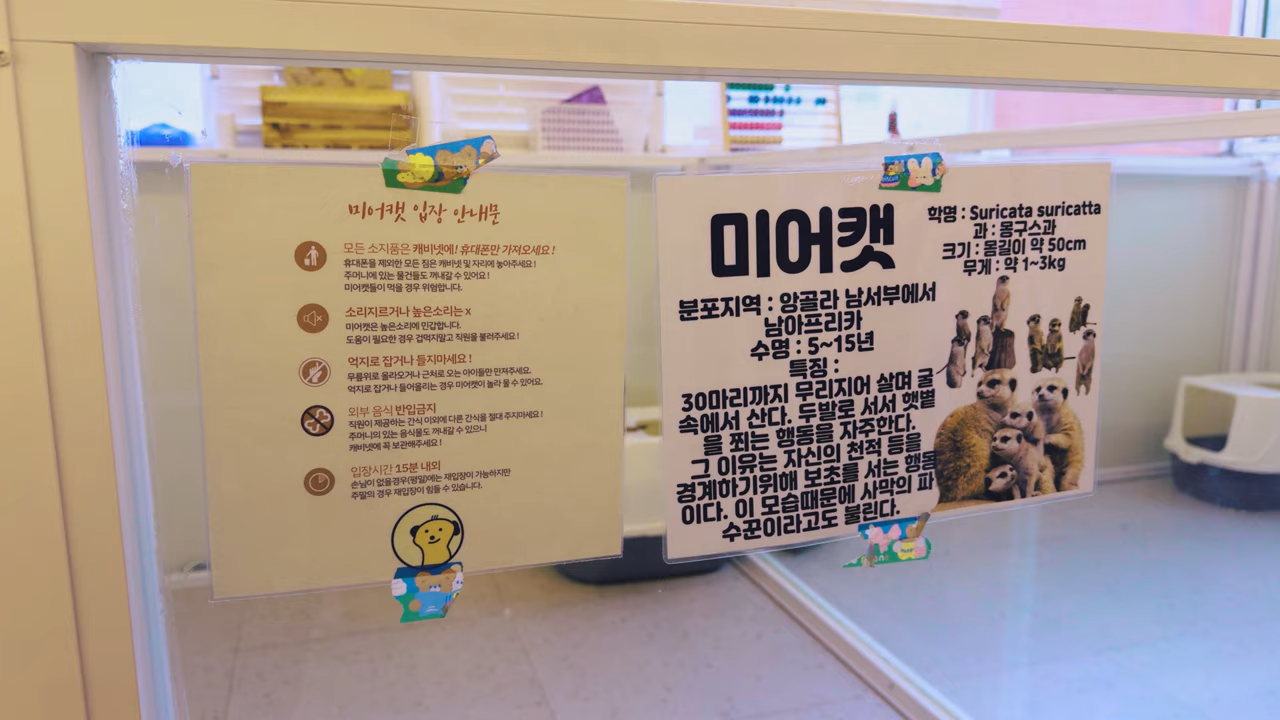 미어캣 입장 안내문
모든 소지품은 캐비넷에! 휴대폰만 가져오세요!
휴대폰을 제외한 모든 짐은 캐비넷 및 자리에 놓아주세요!
주머니에 있는 물건들도 꺼내갈 수 있어요!
미어캣들이 먹을 경우 위험합니다.
소리지르거나 높은소리는 x
미어캣은 높은소리에 민감합니다.
도움이 필요한 경우 겁먹지말고 직원을 불러주세요!
억지로 잡거나 들지마세요!
무릎위로 올라오거나 근처로 오는 아이들만 만져주세요.
억지로 잡거나 들어올리는 경우 미어캣이 놀라 물 수 있어요.
외부 음식 반입금지
직원이 제공하는 간식 이외에 다른 간식을 절대 주지마세요!
주머니의 있는 음식물도 꺼내갈 수 있으니
캐비넷에 꼭 보관해주세요!
입장시간 15분 내외
손님이 없을경우(평일)에는 재입장이 가능하지만
주말의 경우 재입장이 힘들 수 있습니다.
미어캣
학명 : Suricata suricatta
과 : 몽구스과
크기 : 몸길이 약 50cm
무게 : 약 1~3kg
분포지역 : 앙골라 남서부에서
남아프리카
수명 : 5~15년
특징 :
30마리까지 무리지어 살며 굴
속에서 산다. 두발로 서서 햇볕
을 쬐는 행동을 자주한다.
그 이유는 자신의 천적 등을
경계하기위해 보초를 서는 행동
이다. 이 모습때문에 사막의 파
수꾼이라고도 불린다.